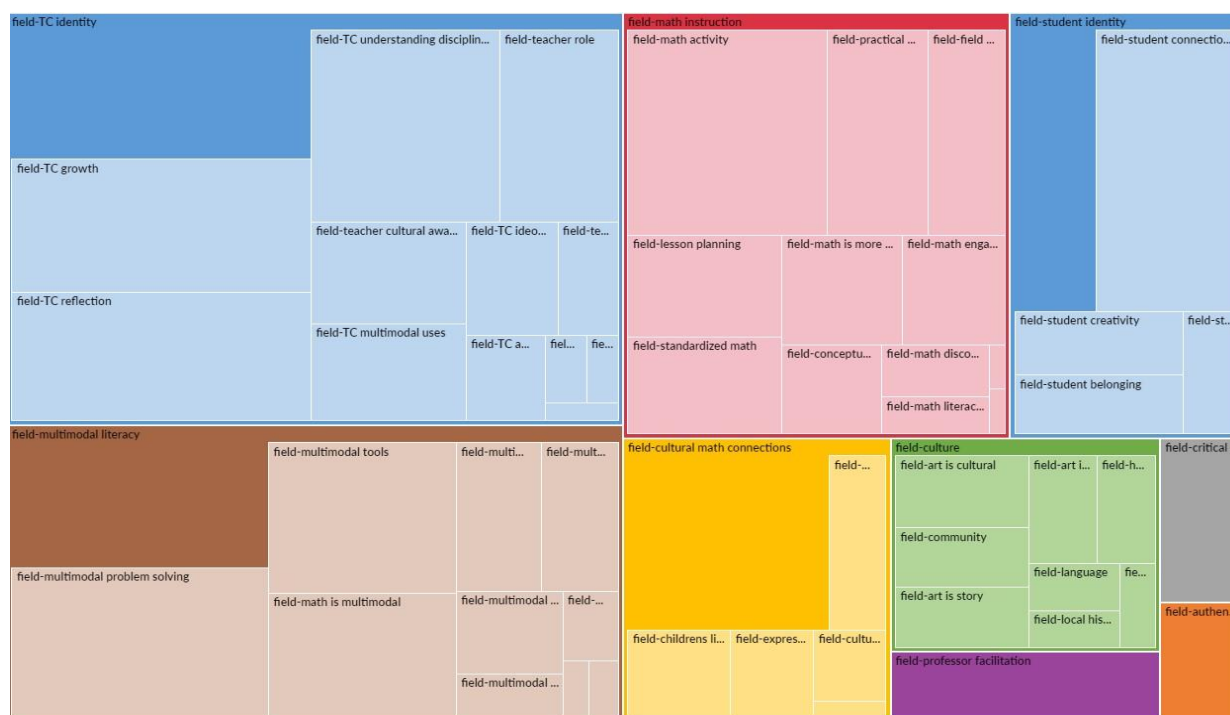 field-TC identity
field-TC understanding disciplin...
field-teacher role
field-TC growth
field-teacher cultural awa...
field-TC ideo...
field-te...
field-TC reflection
field-TC multimodal uses
field-TC a...
fiel...
fie...
field-math instruction
field-math activity
field-practical ...
field-field ...
field-lesson planning
field-math is more ...
field-math enga...
field-standardized math
field-conceptu...
field-math disco...
field-math literac...
field-student identity
field-student connectio...
field-student creativity
field-st...
field-student belonging
field-multimodal literacy
field-multimodal tools
field-multi...
field-mult...
field-multimodal problem solving
field-math is multimodal
field-multimodal ...
field-...
field-multimodal ...
field-cultural math connections
field-...
field-childrens li...
field-expres...
field-cultu...
field-culture
field-art is cultural
field-art i...
field-h...
field-community
field-language
fie...
field-art is story
field-local his...
field-professor facilitation
field-critical
field-authen...